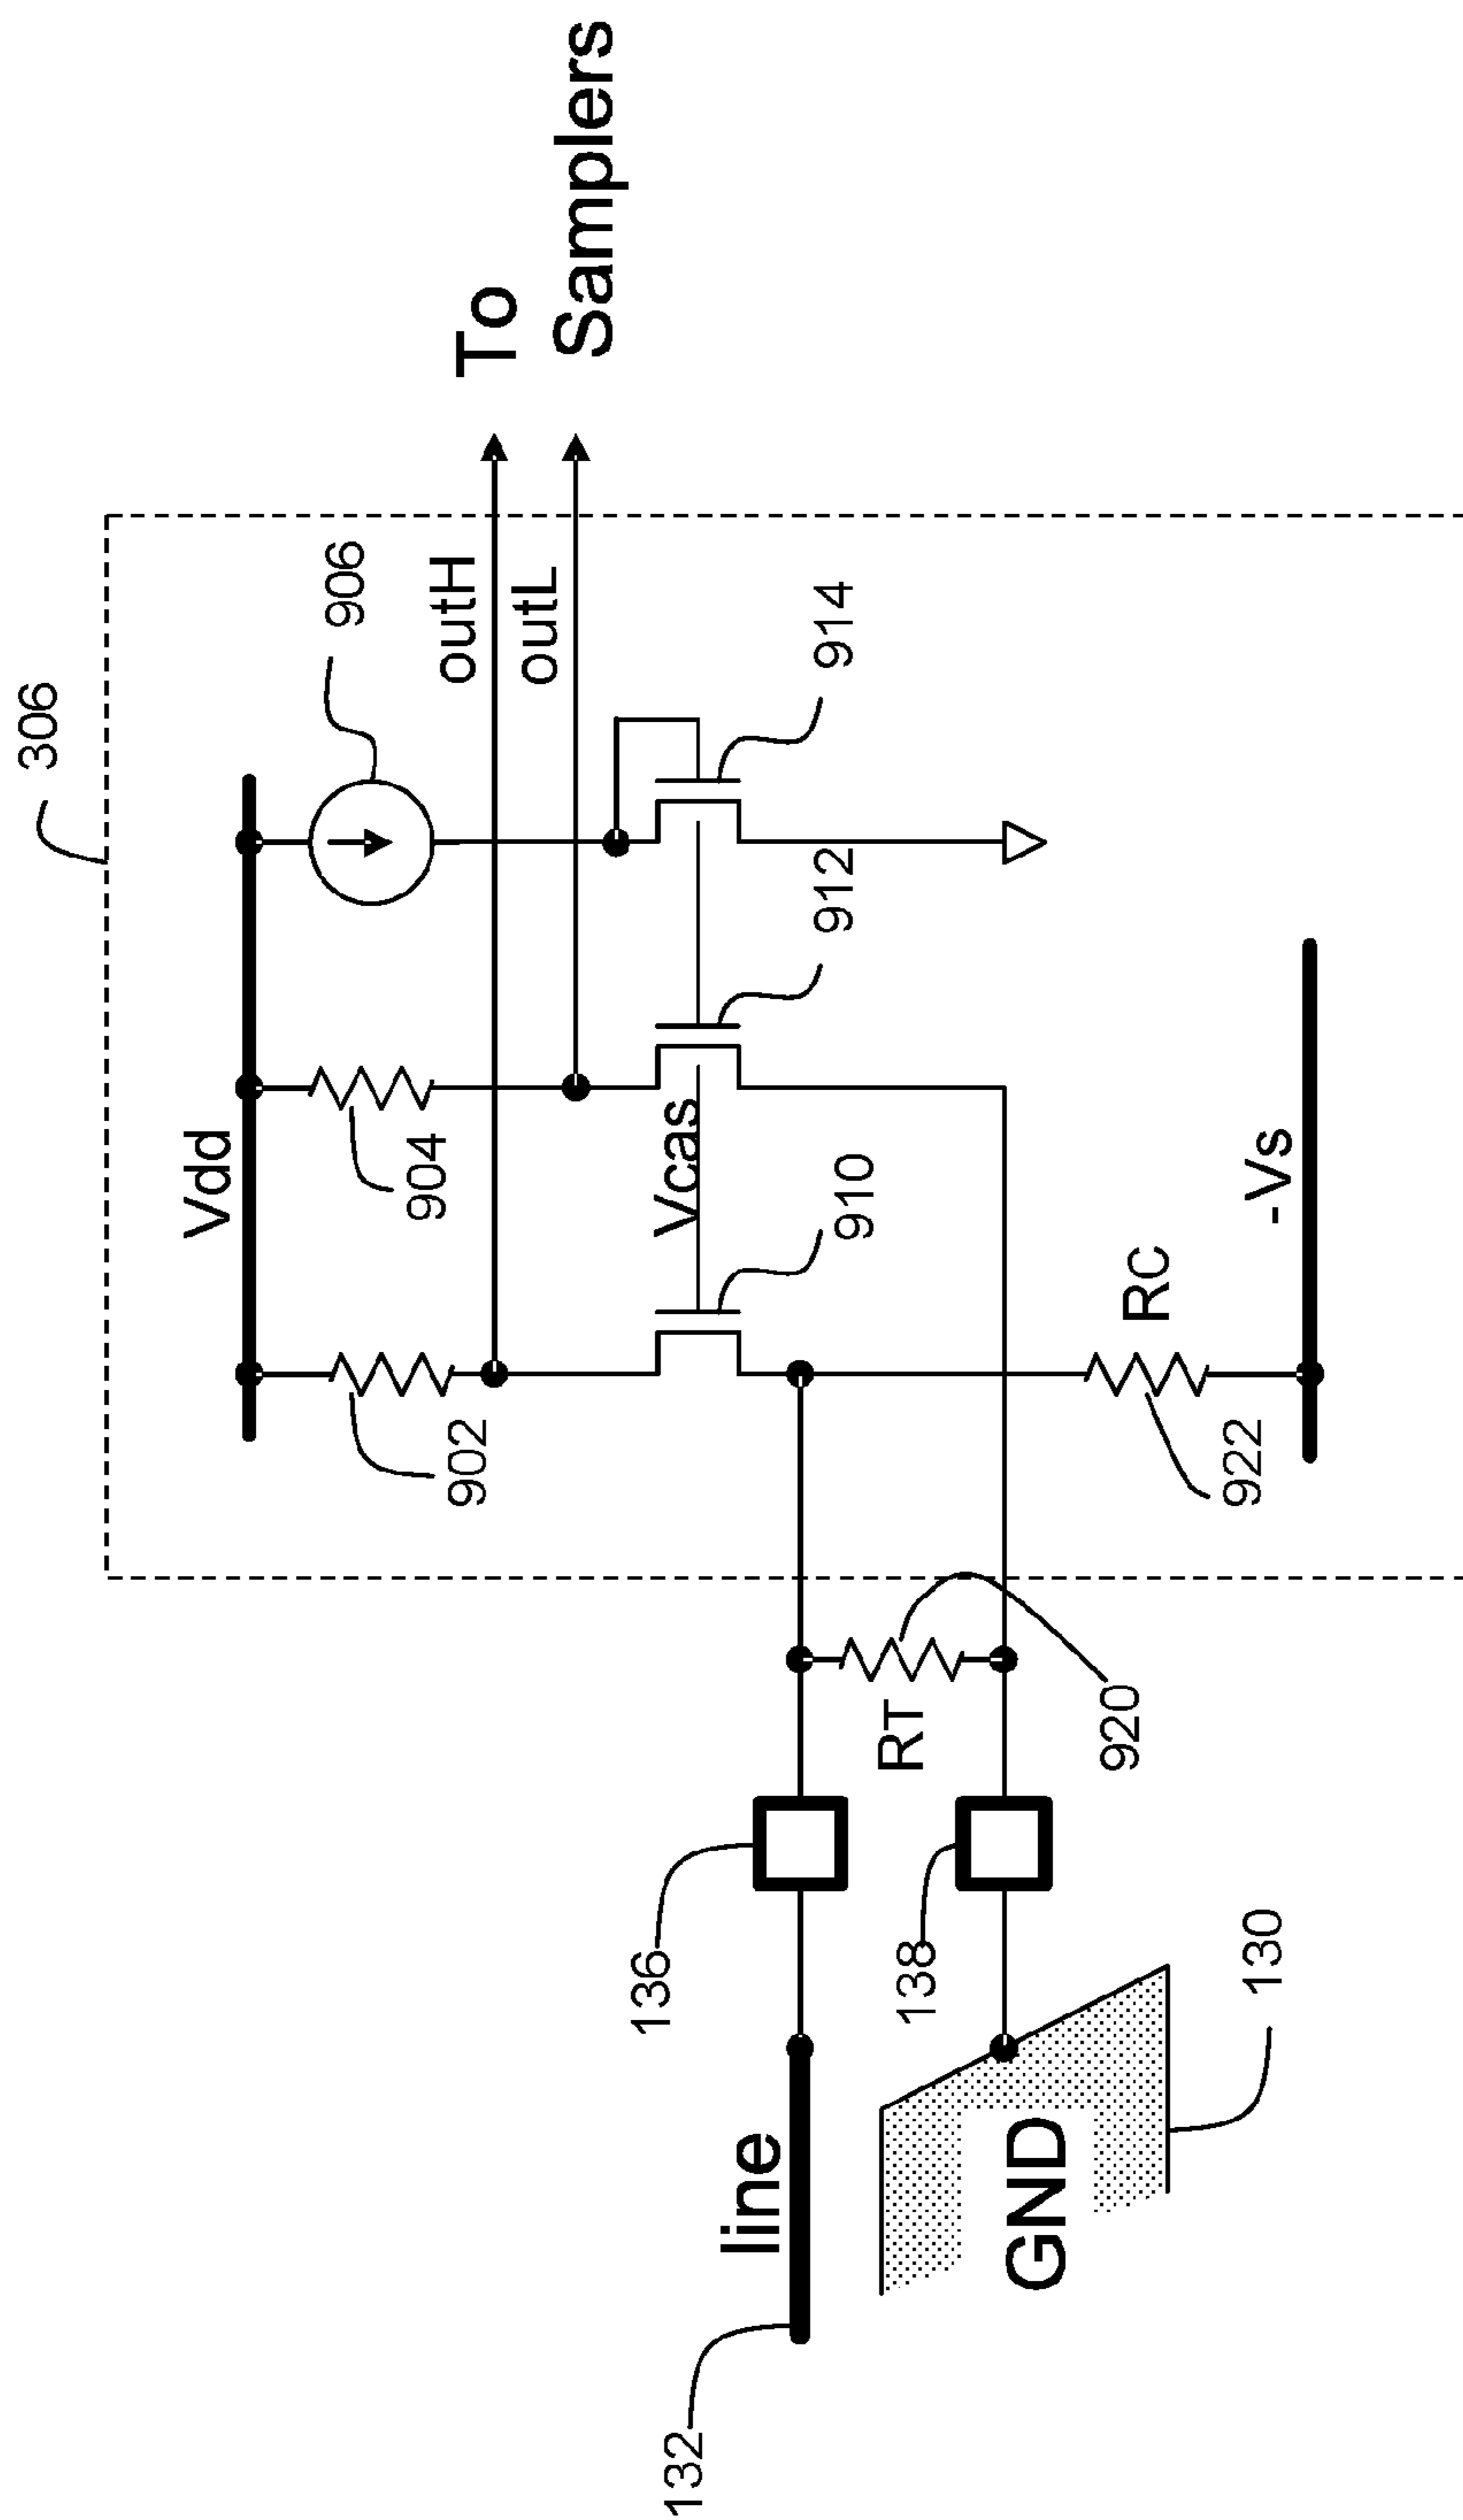 306
Vdd
906
To
Samplers
outH
outL
902
904
Vcas
910
912
914
136
line
132
RT
138
GND
920
130
RC
922
-Vs